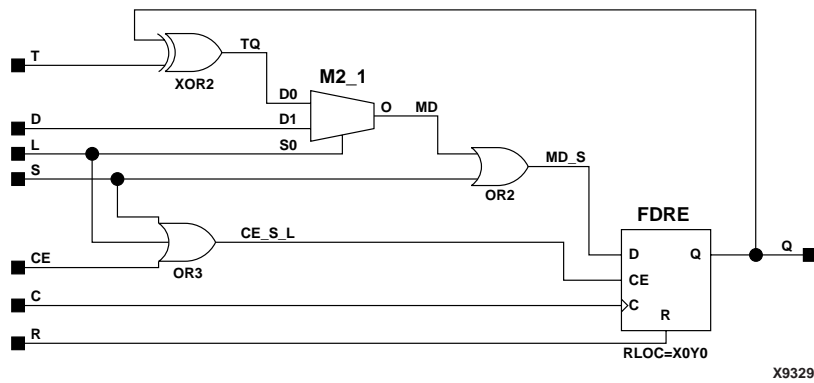 TQ
T
XOR2
M2_1
D0
O
MD
D
D1
L
S0
S
MD_S
OR2
FDRE
CE_S_L
D
Q
Q
CE
OR3
CE
C
C
R
R
RLOC=X0Y0
X9329